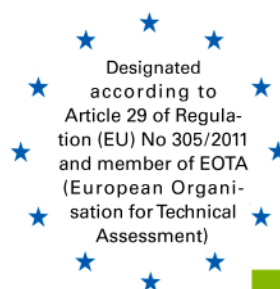 Designated
according to
Article 29 of Regula-
tion (EU) No 305/2011
and member of EOTA
(European Organi-
sation for Technical
Assessment)